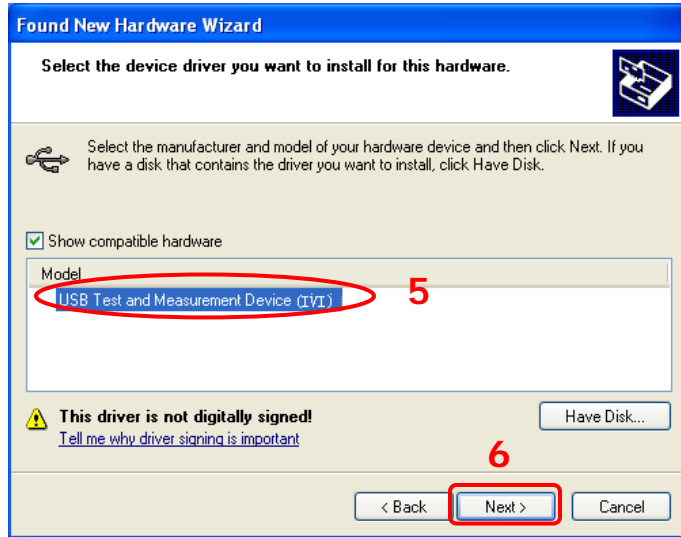 Found New Hardware Wizard
Select the device driver you want to install for this hardware.
Select the manufacturer and model of your hardware device and then click Next. If you
have a disk that contains the driver you want to install, click Have Disk.
Show compatible hardware
Model
USB Test and Measurement Device (IVI)
5
This driver is not digitally signed!
Have Disk...
Tell me why driver signing is important
6
< Back
Next >
Cancel